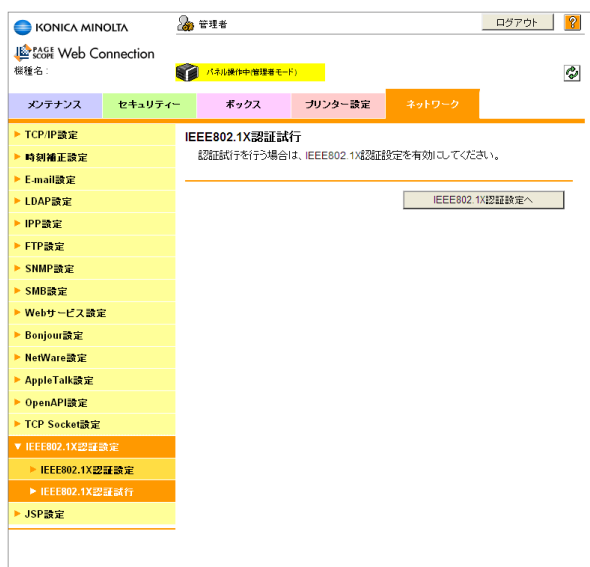 KONICA MINOLTA
管理者
ログアウト
?
PAGE SCOPE Web Connection
機種名:
パネル操作中(管理者モード)
メンテナンス
セキュリティー
ボックス
プリンター設定
ネットワーク
TCP/IP設定
時刻補正設定
E-mail設定
LDAP設定
IPP設定
FTP設定
SNMP設定
SMB設定
Webサービス設定
Bonjour設定
NetWare設定
AppleTalk設定
OpenAPI設定
TCP Socket設定
IEEE802.1X認証設定
IEEE802.1X認証設定
IEEE802.1X認証試行
JSP設定
IEEE802.1X認証試行
認証試行を行う場合は、IEEE802.1X認証設定を有効にしてください。
IEEE802.1X認証設定へ